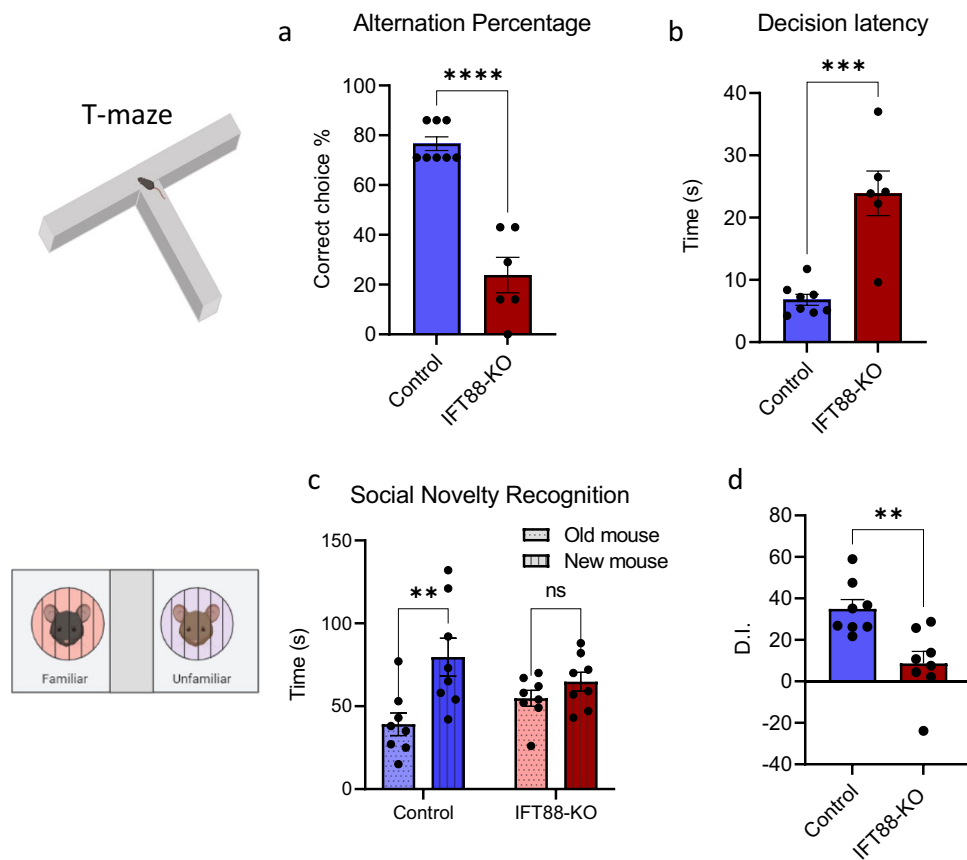 T-maze
a
Alternation Percentage
****
Correct choice %
100
80
60
40
20
0
Control
IFT88-KO
b
Decision latency
***
Time (s)
40
30
20
10
0
Control
IFT88-KO
Familiar
Unfamiliar
c
Social Novelty Recognition
Old mouse
New mouse
**
ns
Time (s)
150
100
50
0
Control
IFT88-KO
d
**
D.I.
80
60
40
20
0
-20
-40
Control
IFT88-KO